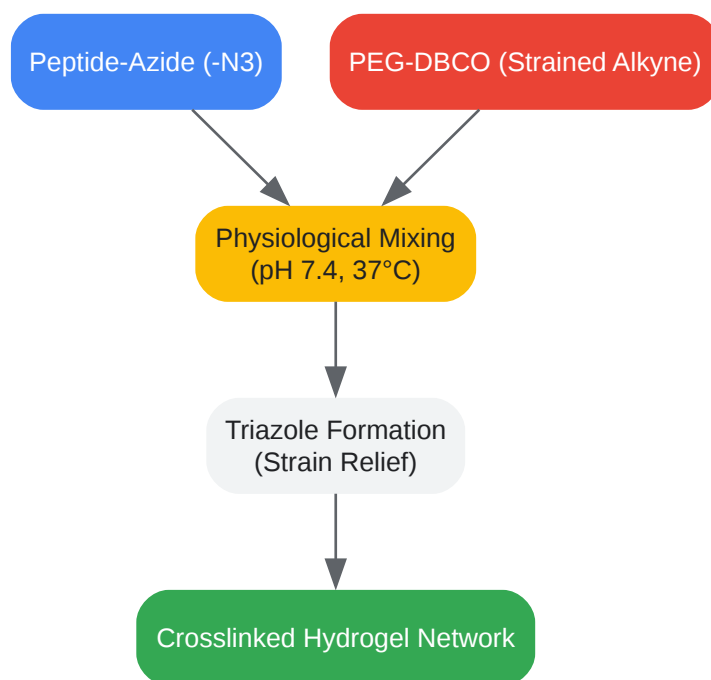 Peptide-Azide (-N3)
PEG-DBCO (Strained Alkyne)
Physiological Mixing
(pH 7.4, 37°C)
Triazole Formation
(Strain Relief)
Crosslinked Hydrogel Network